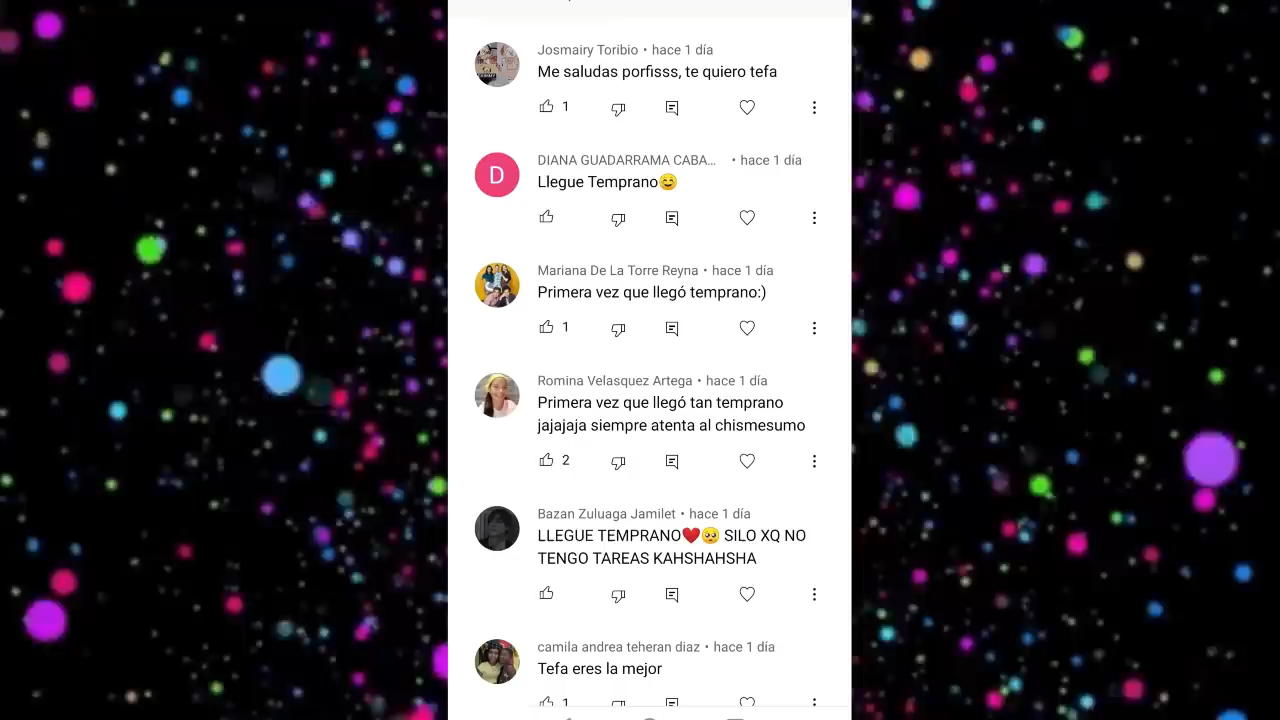 Josmairy Toribio • hace 1 día
Me saludas porfisss, te quiero tefa
1
D
DIANA GUADARRAMA CABA... • hace 1 día
Llegue Temprano😊
Mariana De La Torre Reyna • hace 1 día
Primera vez que llegó temprano:)
1
Romina Velasquez Artega • hace 1 día
Primera vez que llegó tan temprano
jajajaja siempre atenta al chismesumo
2
Bazan Zuluaga Jamilet • hace 1 día
LLEGUE TEMPRANO❤️🥺 SILO XQ NO
TENGO TAREAS KAHSHAHSHA
camila andrea teheran diaz • hace 1 día
Tefa eres la mejor
1